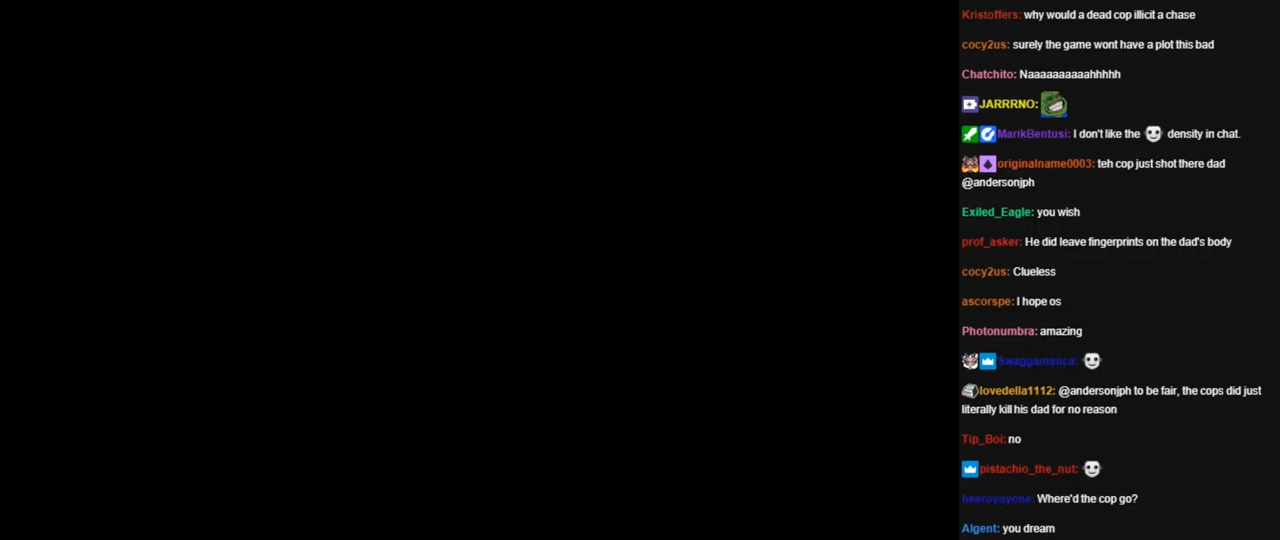 Kristoffers: why would a dead cop illicit a chase
cocy2us: surely the game wont have a plot this bad
Chatchito: Naaaaaaaaaahhhhh
JARRRNO:
MarikBentusi: I don't like the density in chat.
originalname0003: teh cop just shot there dad
@andersonjph
Exiled_Eagle: you wish
prof_asker: He did leave fingerprints on the dad's body
cocy2us: Clueless
ascorspe: I hope os
Photonumbra: amazing
Swaggamanca:
lovedella1112: @andersonjph to be fair, the cops did just
literally kill his dad for no reason
Tip_Boi: no
pistachio_the_nut:
heeroyuyone: Where'd the cop go?
Algent: you dream